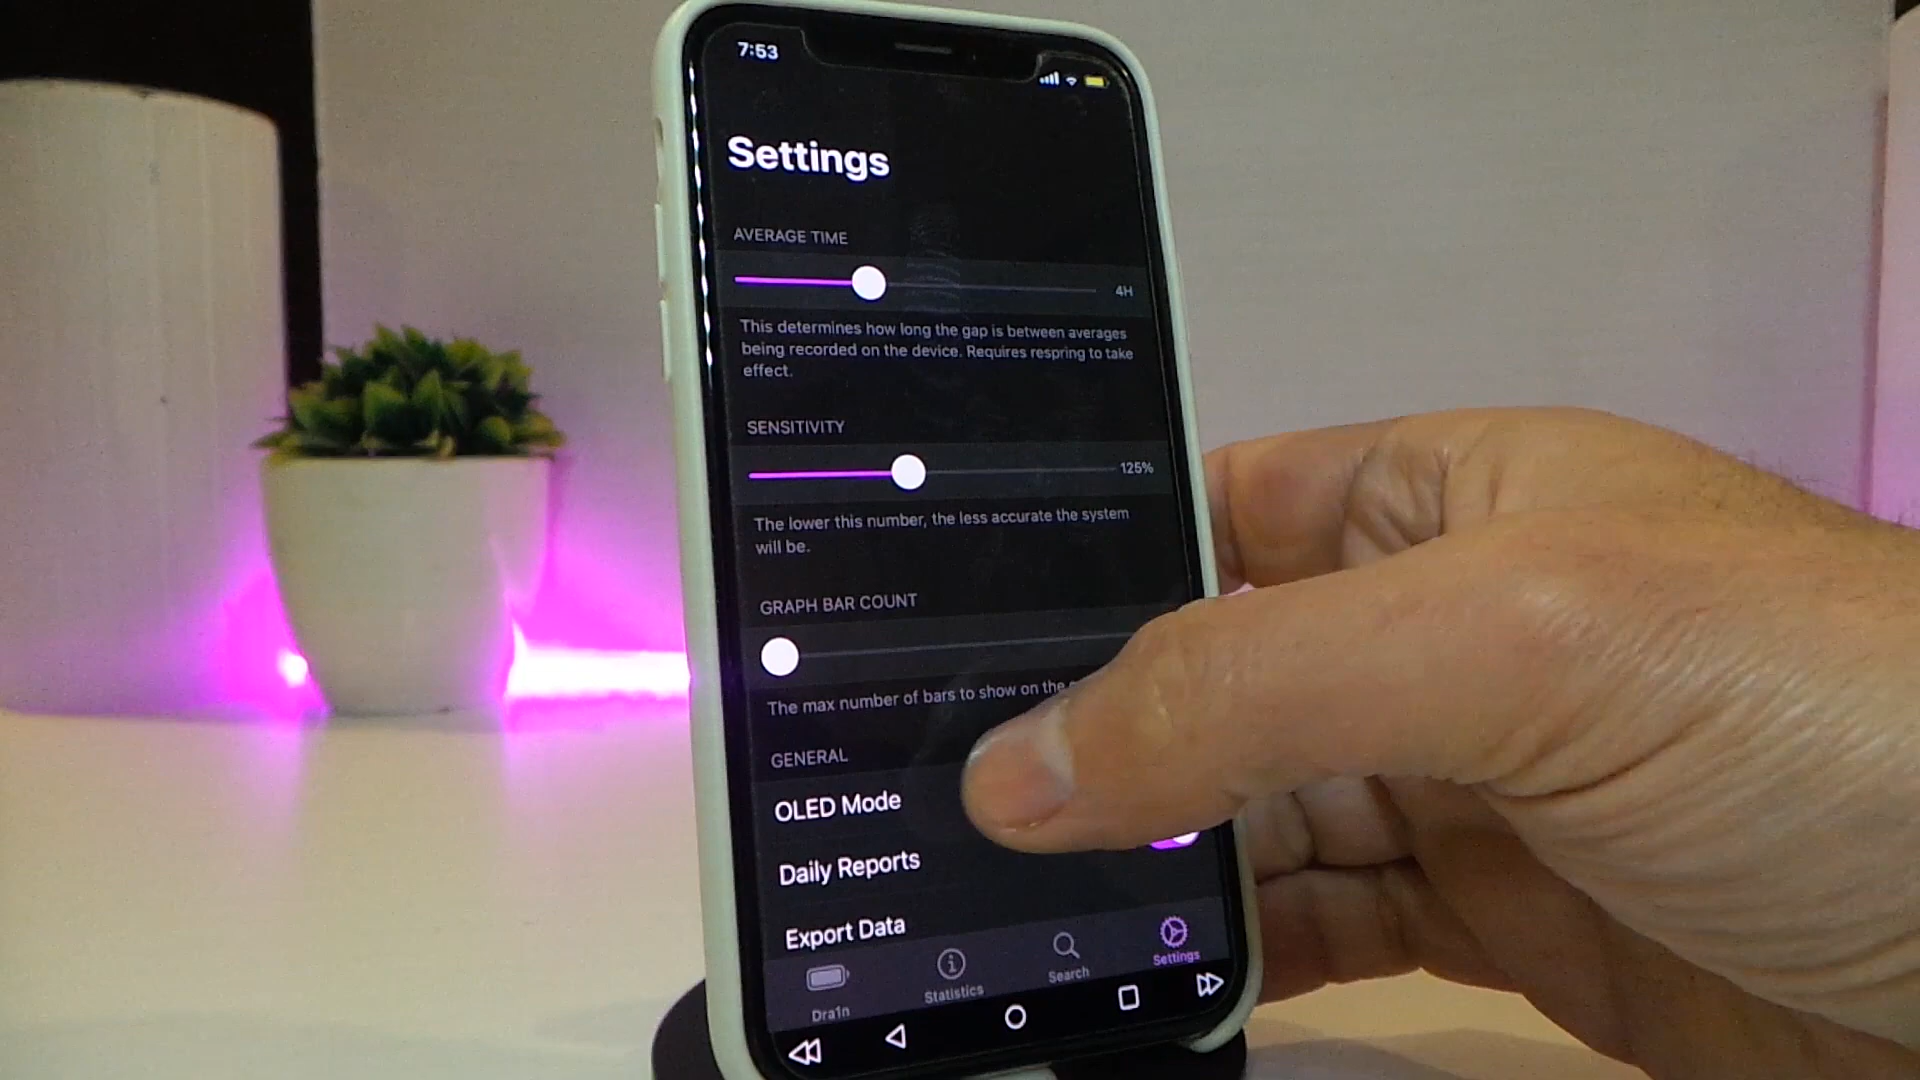 7:53
Settings
AVERAGE TIME
4H
This determines how long the gap is between averages
being recorded on the device. Requires respring to take
effect.
SENSITIVITY
125%
The lower this number, the less accurate the system
will be.
GRAPH BAR COUNT
The max number of bars to show on the
GENERAL
OLED Mode
Daily Reports
Export Data
Dra1n
Statistics
Search
Settings